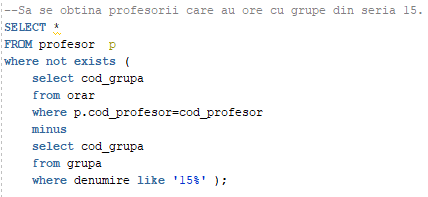 --Sa se obtina profesorii care au ore cu grupe din seria 15.
SELECT *
FROM profesor  p
where not exists (
    select cod_grupa
    from orar
    where p.cod_profesor=cod_profesor
    minus
    select cod_grupa
    from grupa
    where denumire like '15%' );